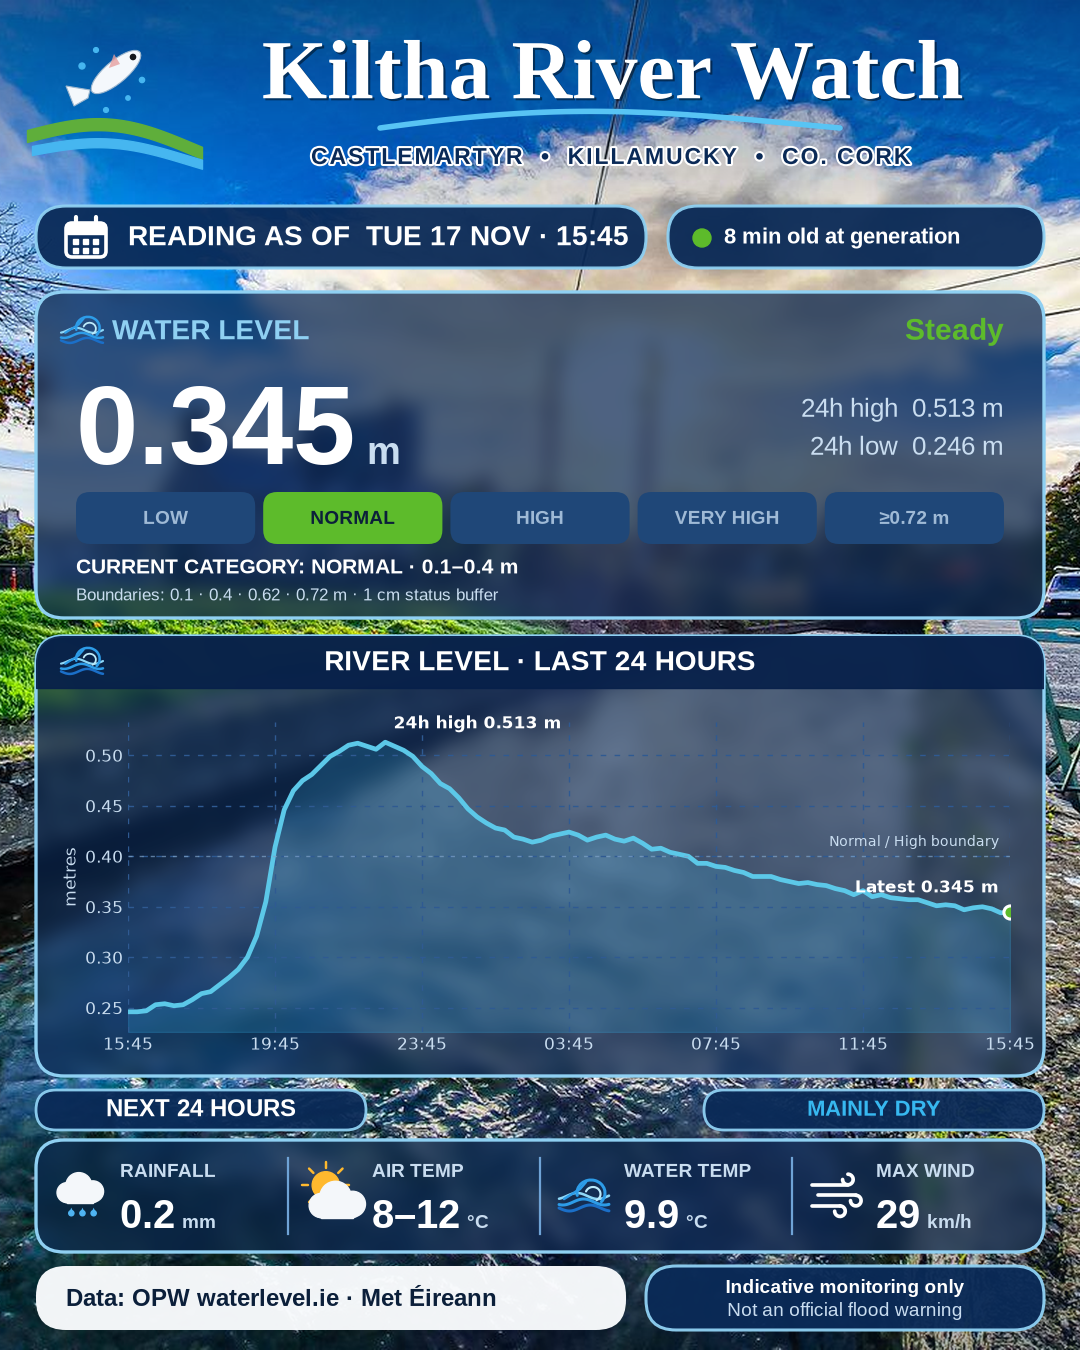 Kiltha River Watch
CASTLEMARTYR • KILLAMUCKY • CO. CORK
READING AS OF TUE 17 NOV · 15:45
8 min old at generation
WATER LEVEL
Steady
0.345 m
24h high 0.513 m
24h low 0.246 m
LOW
NORMAL
HIGH
VERY HIGH
≥0.72 m
CURRENT CATEGORY: NORMAL · 0.1–0.4 m
Boundaries: 0.1 · 0.4 · 0.62 · 0.72 m · 1 cm status buffer
RIVER LEVEL · LAST 24 HOURS
24h high 0.513 m
0.50
0.45
Normal / High boundary
0.40
metres
Latest 0.345 m
0.35
0.30
0.25
15:45 19:45 23:45 03:45 07:45 11:45 15:45
NEXT 24 HOURS
MAINLY DRY
RAINFALL
0.2 mm
AIR TEMP
8–12 °C
WATER TEMP
9.9 °C
MAX WIND
29 km/h
Data: OPW waterlevel.ie · Met Éireann
Indicative monitoring only
Not an official flood warning